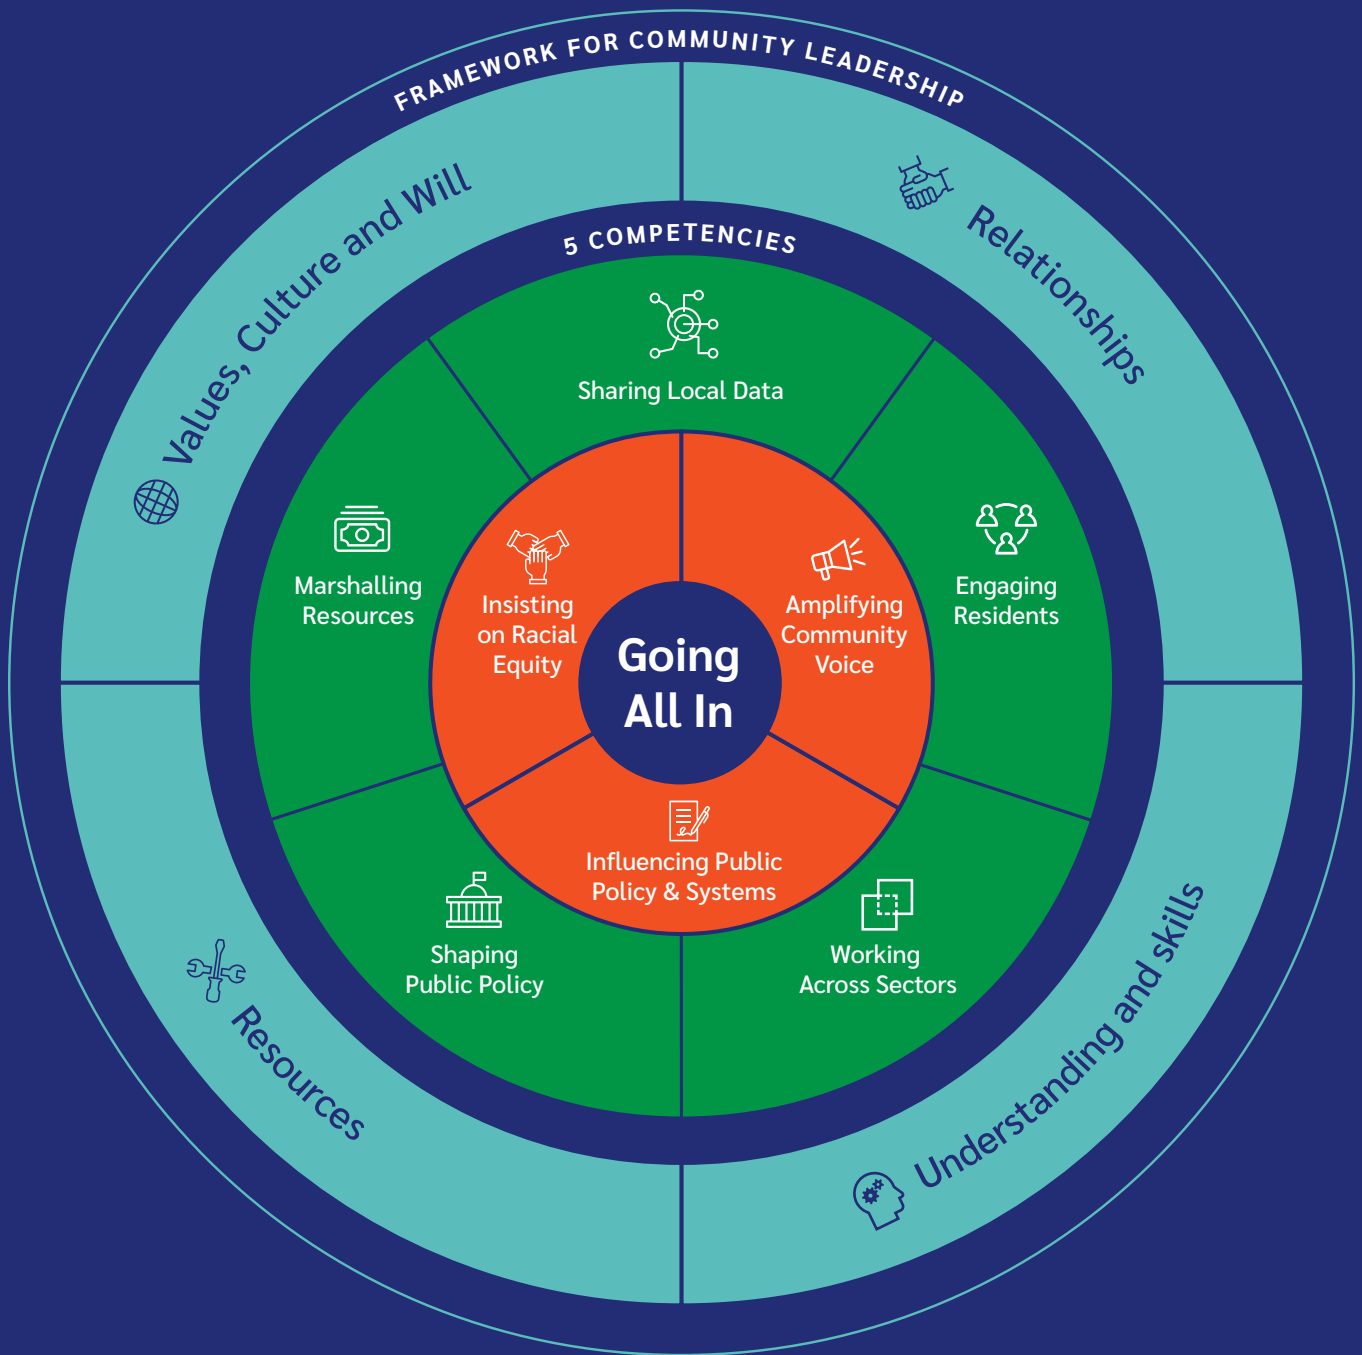 FRAMEWORK FOR COMMUNITY LEADERSHIP
Values, Culture and Will
Relationships
5 COMPETENCIES
Sharing Local Data
Marshalling
Resources
Engaging
Residents
Insisting
on Racial
Equity
Amplifying
Community
Voice
Going
All In
Influencing Public
Policy & Systems
Shaping
Public Policy
Working
Across Sectors
Resources
Understanding and skills